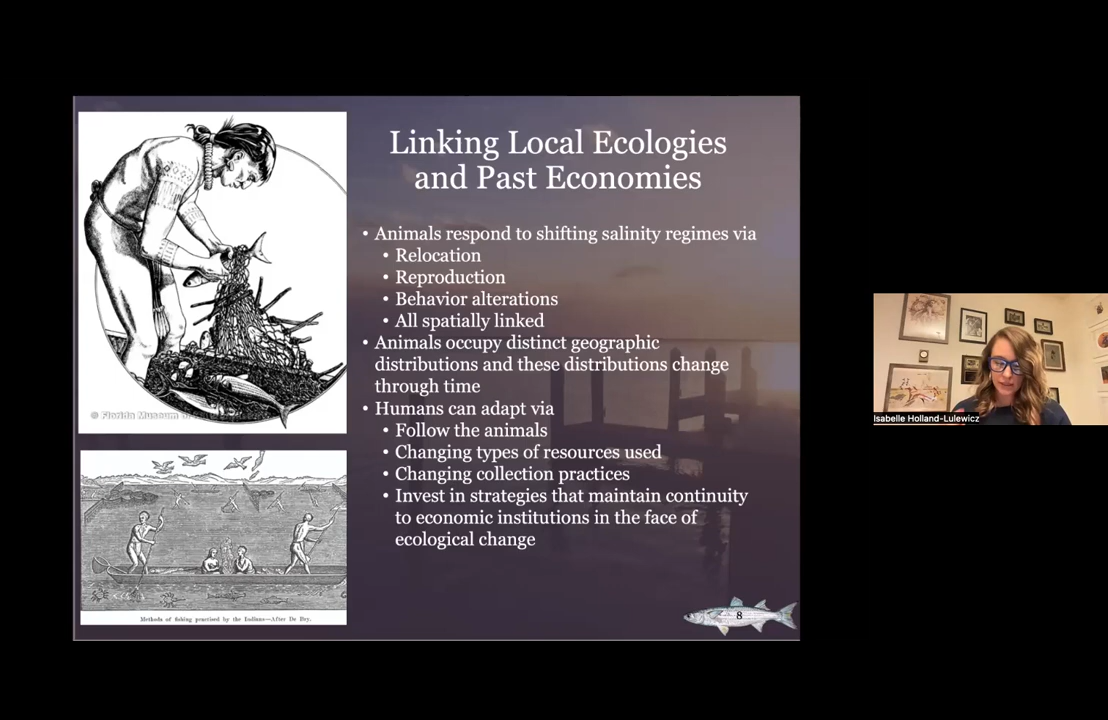 Linking Local Ecologies
and Past Economies
• Animals respond to shifting salinity regimes via
• Relocation
• Reproduction
• Behavior alterations
• All spatially linked
• Animals occupy distinct geographic
distributions and these distributions change
through time
• Humans can adapt via
• Follow the animals
• Changing types of resources used
• Changing collection practices
• Invest in strategies that maintain continuity
to economic institutions in the face of
ecological change
© Florida Museum of
Methods of fishing practised by the Indians—After De Bry.
8
Isabelle Holland-Lulewicz